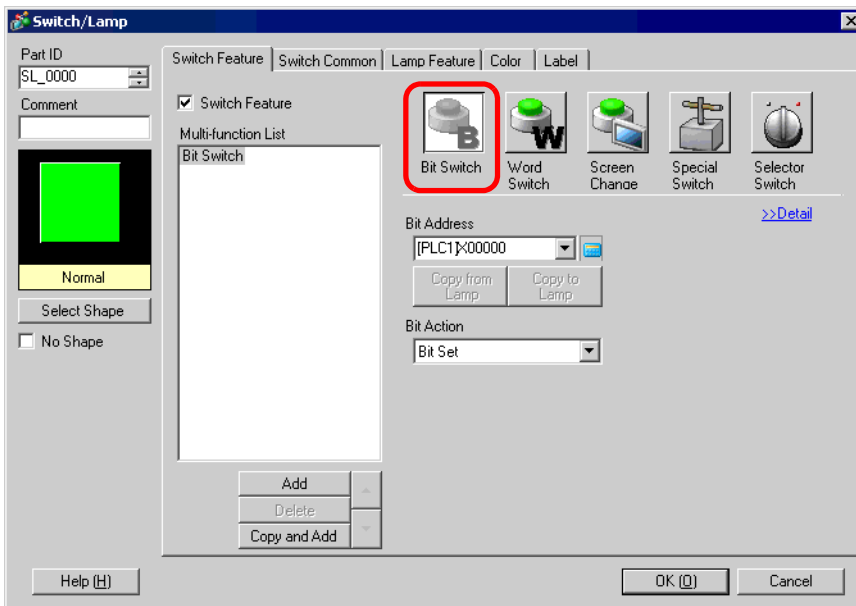 Switch/Lamp
Part ID
SL_0000
Comment
Normal
Select Shape
No Shape
Switch Feature
Switch Common
Lamp Feature
Color
Label
Switch Feature
Multi-function List
Bit Switch
Add
Delete
Copy and Add
B
Bit Switch
W
Word
Switch
Screen
Change
Special
Switch
Selector
Switch
>>Detail
Bit Address
[PLC1]X00000
Copy from
Lamp
Copy to
Lamp
Bit Action
Bit Set
Help (H)
OK (O)
Cancel